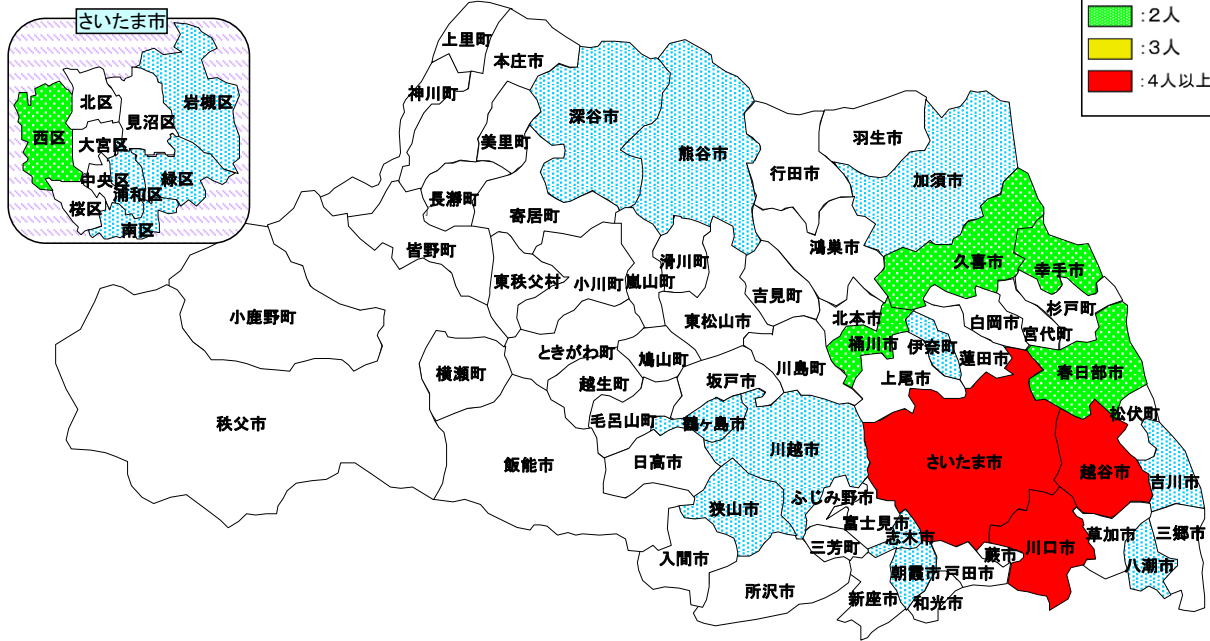 さいたま市
北区
岩槻区
見沼区
西区
大宮区
中央区
緑区
浦和区
桜区
南区
:2人
:3人
:4人以上
上里町
本庄市
神川町
深谷市
美里町
熊谷市
羽生市
行田市
加須市
長瀞町
寄居町
皆野町
鴻巣市
滑川町
久喜市
幸手市
東秩父村
小川町
嵐山町
吉見町
杉戸町
小鹿野町
東松山市
北本市
白岡市
宮代町
桶川市
伊奈町
ときがわ町
鳩山町
川島町
蓮田市
春日部市
横瀬町
越生町
坂戸市
上尾市
松伏町
秩父市
毛呂山町
鶴ヶ島市
川越市
飯能市
日高市
さいたま市
越谷市
吉川市
狭山市
ふじみ野市
富士見市
志木市
草加市
三郷市
入間市
三芳町
蕨市
川口市
八潮市
朝霞市
戸田市
所沢市
新座市
和光市